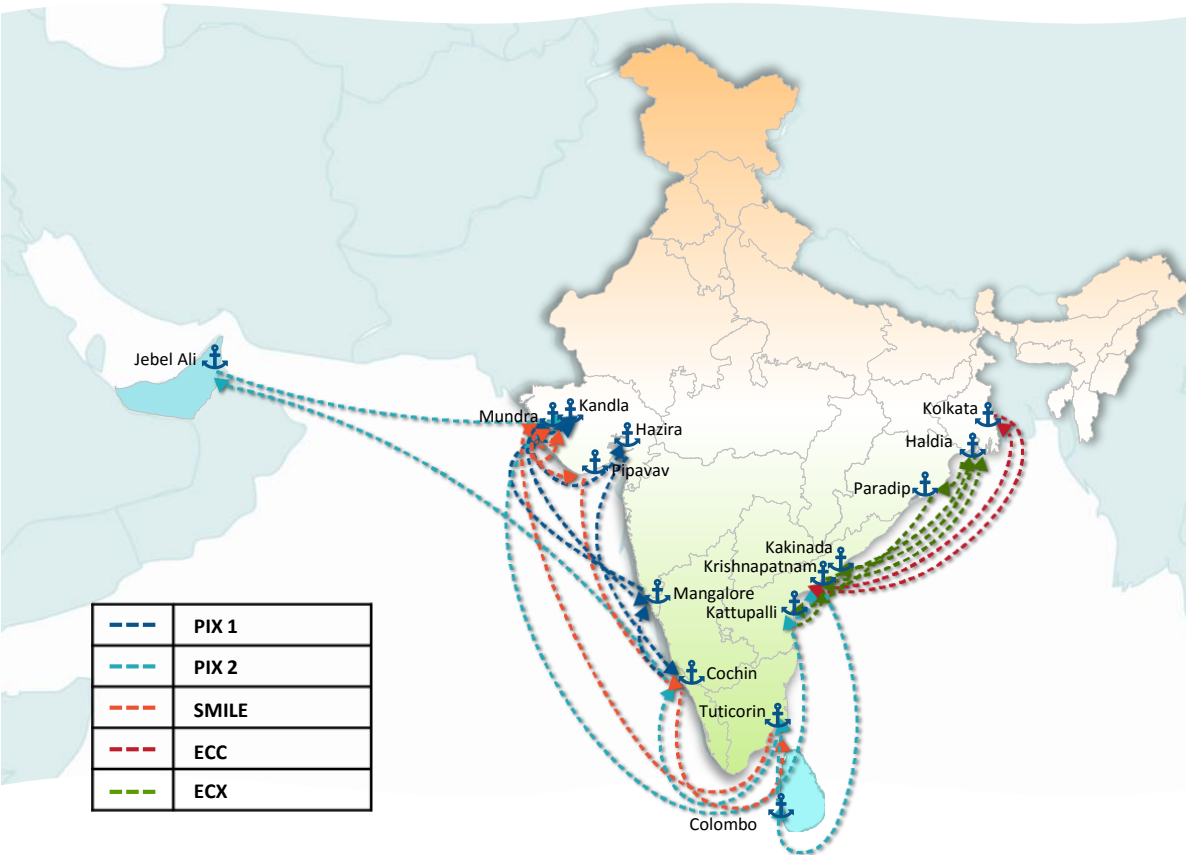 Jebel Ali
Mundra
Kandla
Hazira
Pipavav
Kolkata
Haldia
Paradip
Kakinada
Krishnapatnam
Mangalore
Kattupalli
Cochin
Tuticorin
Colombo
PIX 1
PIX 2
SMILE
ECC
ECX